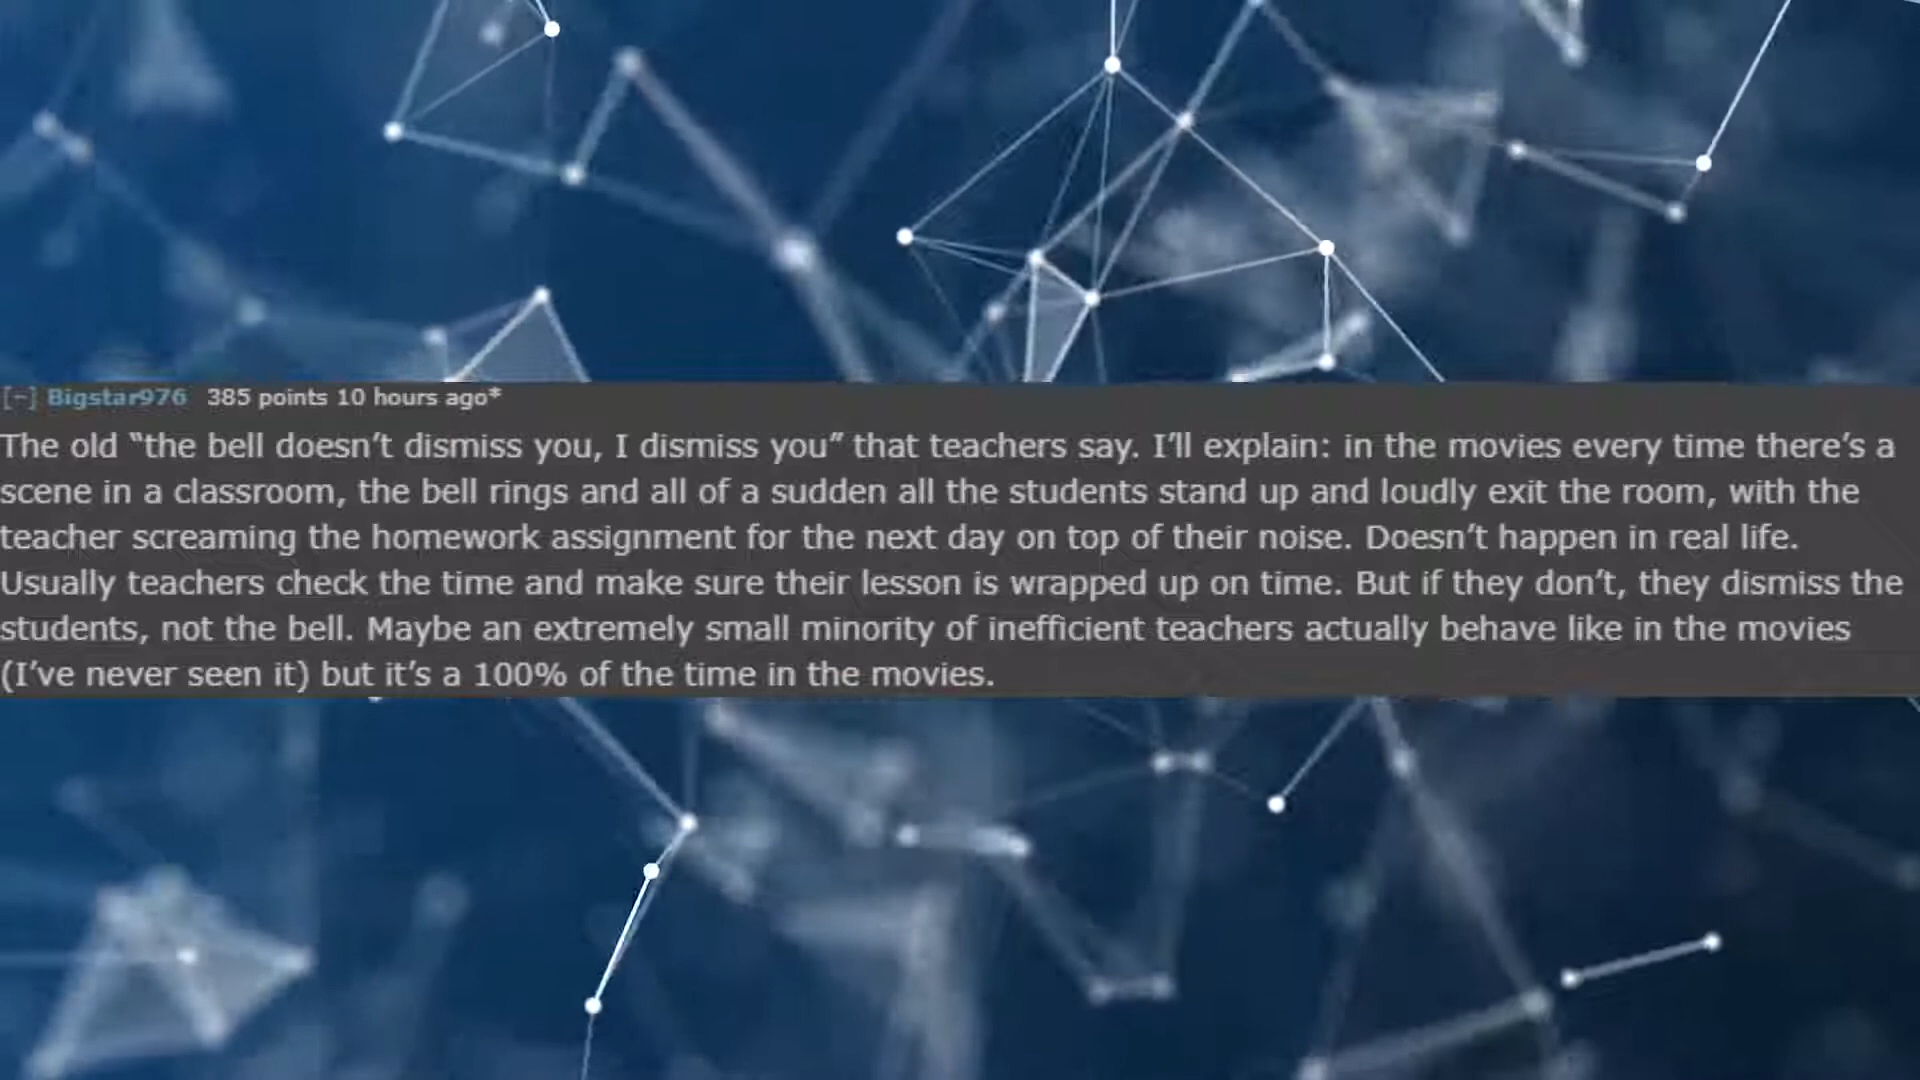 [−] Bigstar976 385 points 10 hours ago*
The old “the bell doesn’t dismiss you, I dismiss you” that teachers say. I’ll explain: in the movies every time there’s a
scene in a classroom, the bell rings and all of a sudden all the students stand up and loudly exit the room, with the
teacher screaming the homework assignment for the next day on top of their noise. Doesn’t happen in real life.
Usually teachers check the time and make sure their lesson is wrapped up on time. But if they don’t, they dismiss the
students, not the bell. Maybe an extremely small minority of inefficient teachers actually behave like in the movies
(I’ve never seen it) but it’s a 100% of the time in the movies.